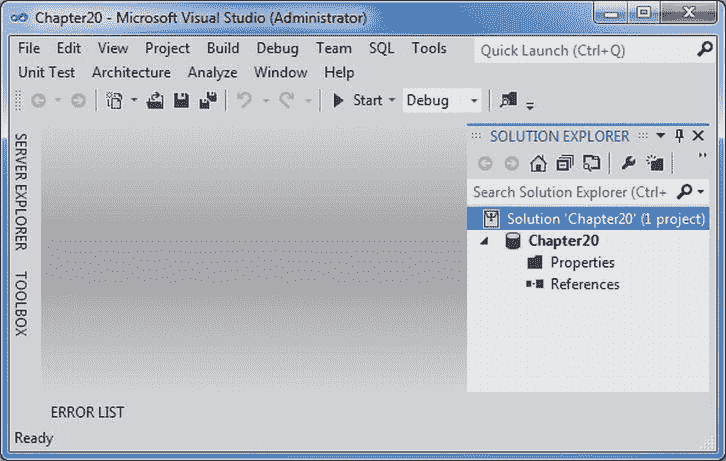 Chapter20 - Microsoft Visual Studio (Administrator)
File Edit View Project Build Debug Team SQL Tools
Quick Launch (Ctrl+Q)
Unit Test Architecture Analyze Window Help
Start Debug
SERVER EXPLORER
TOOLBOX
SOLUTION EXPLORER
Search Solution Explorer (Ctrl+
Solution 'Chapter20' (1 project)
Chapter20
Properties
References
ERROR LIST
Ready